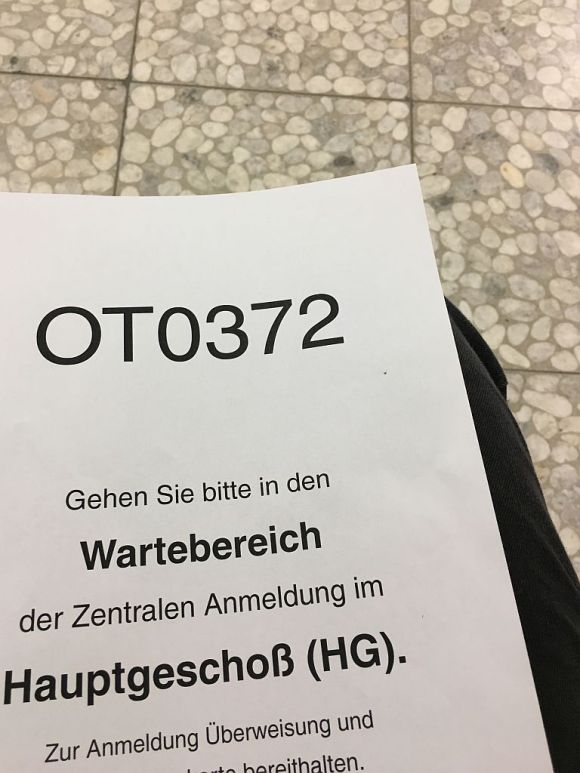 OT0372
Gehen Sie bitte in den
Wartebereich
der Zentralen Anmeldung im
Hauptgeschoß (HG).
Zur Anmeldung Überweisung und
bereithalten.